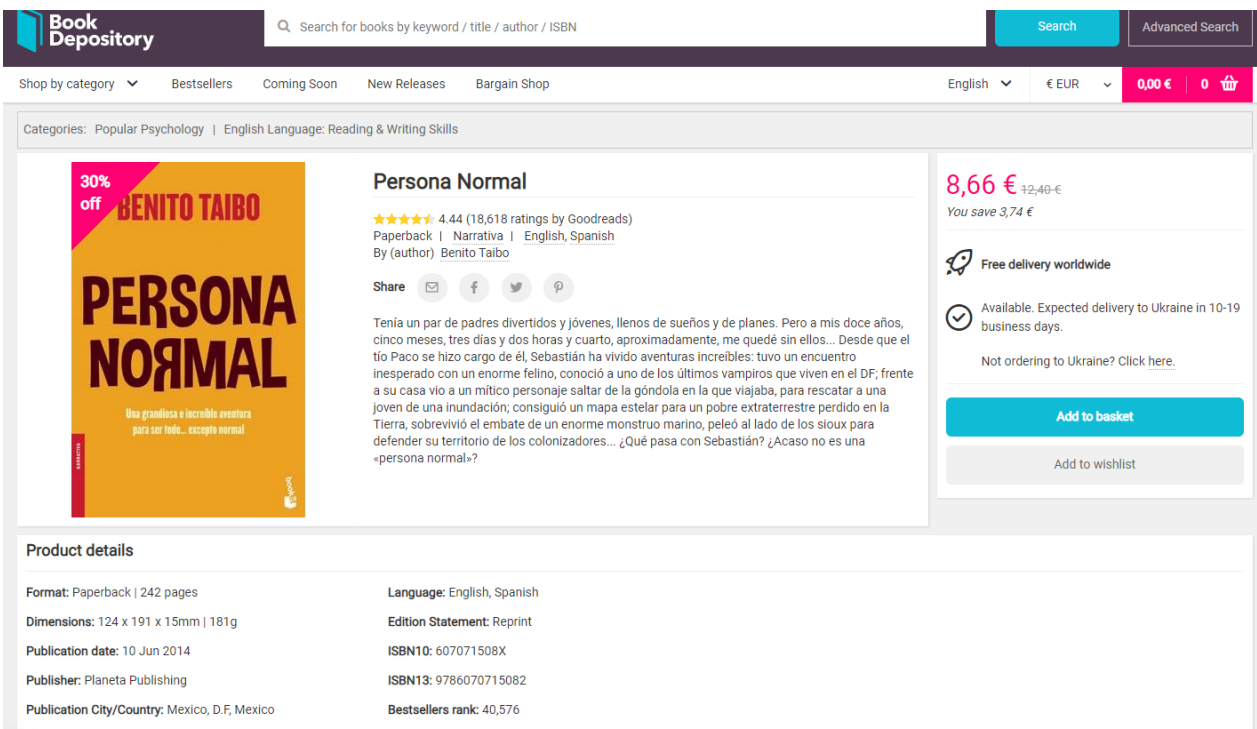 Book
Depository
Search for books by keyword / title / author / ISBN
Search
Advanced Search
Shop by category
Bestsellers
Coming Soon
New Releases
Bargain Shop
English
€ EUR
0,00 €
0
Categories: Popular Psychology | English Language: Reading & Writing Skills
30%
off
BENITO TAIBO
PERSONA
NORMAL
Una grandiosa e increíble aventura
para ser todo... excepto normal
NARRATIVA
booket
Persona Normal
4.44 (18,618 ratings by Goodreads)
Paperback | Narrativa | English, Spanish
By (author) Benito Taibo
Share
Tenía un par de padres divertidos y jóvenes, llenos de sueños y de planes. Pero a mis doce años,
cinco meses, tres días y dos horas y cuarto, aproximadamente, me quedé sin ellos... Desde que el
tío Paco se hizo cargo de él, Sebastián ha vivido aventuras increíbles: tuvo un encuentro
inesperado con un enorme felino, conoció a uno de los últimos vampiros que viven en el DF; frente
a su casa vio a un mítico personaje saltar de la góndola en la que viajaba, para rescatar a una
joven de una inundación; consiguió un mapa estelar para un pobre extraterrestre perdido en la
Tierra, sobrevivió el embate de un enorme monstruo marino, peleó al lado de los sioux para
defender su territorio de los colonizadores... ¿Qué pasa con Sebastián? ¿Acaso no es una
«persona normal»?
8,66 € 12,40 €
You save 3,74 €
Free delivery worldwide
Available. Expected delivery to Ukraine in 10-19
business days.
Not ordering to Ukraine? Click here.
Add to basket
Add to wishlist
Product details
Format: Paperback | 242 pages
Dimensions: 124 x 191 x 15mm | 181g
Publication date: 10 Jun 2014
Publisher: Planeta Publishing
Publication City/Country: Mexico, D.F, Mexico
Language: English, Spanish
Edition Statement: Reprint
ISBN10: 607071508X
ISBN13: 9786070715082
Bestsellers rank: 40,576